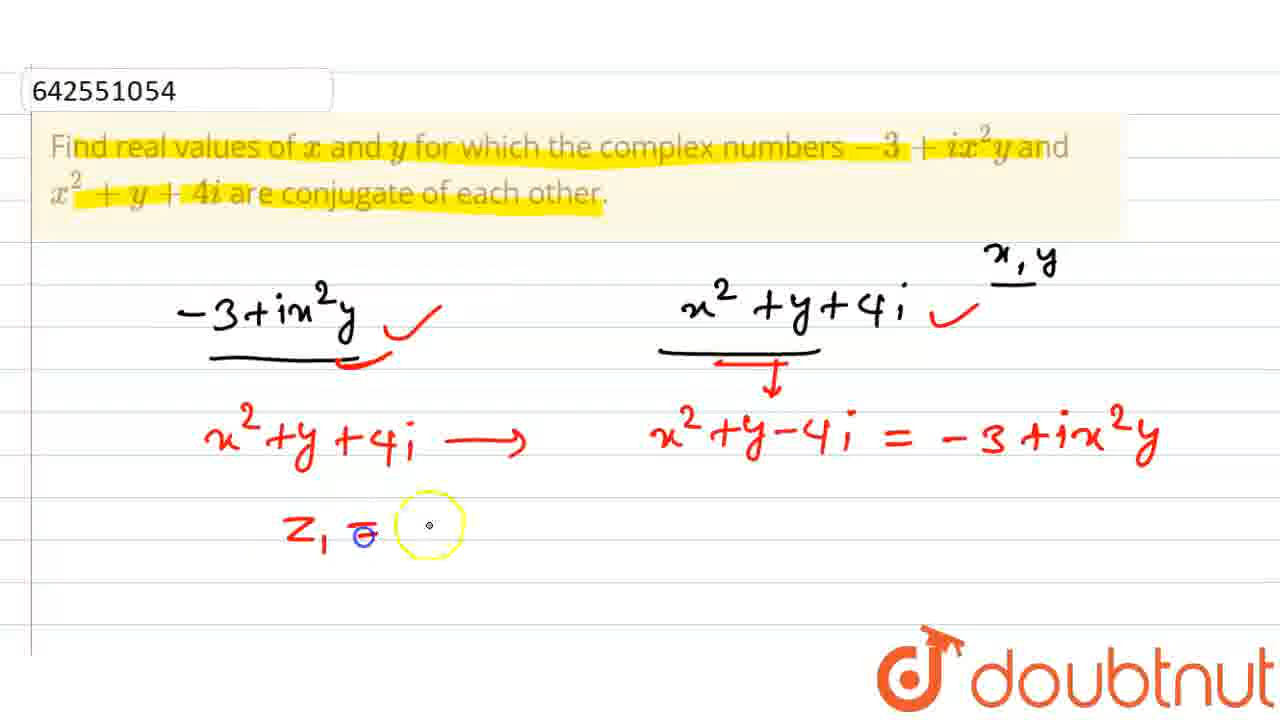 642551054
Find real values of x and y for which the complex numbers −3 + ix²y and
x² + y + 4i are conjugate of each other.
x, y
-3+ix²y x² + y + 4i
x² + y + 4i → x² + y - 4i = -3 + ix²y
z₁ =
doubtnut